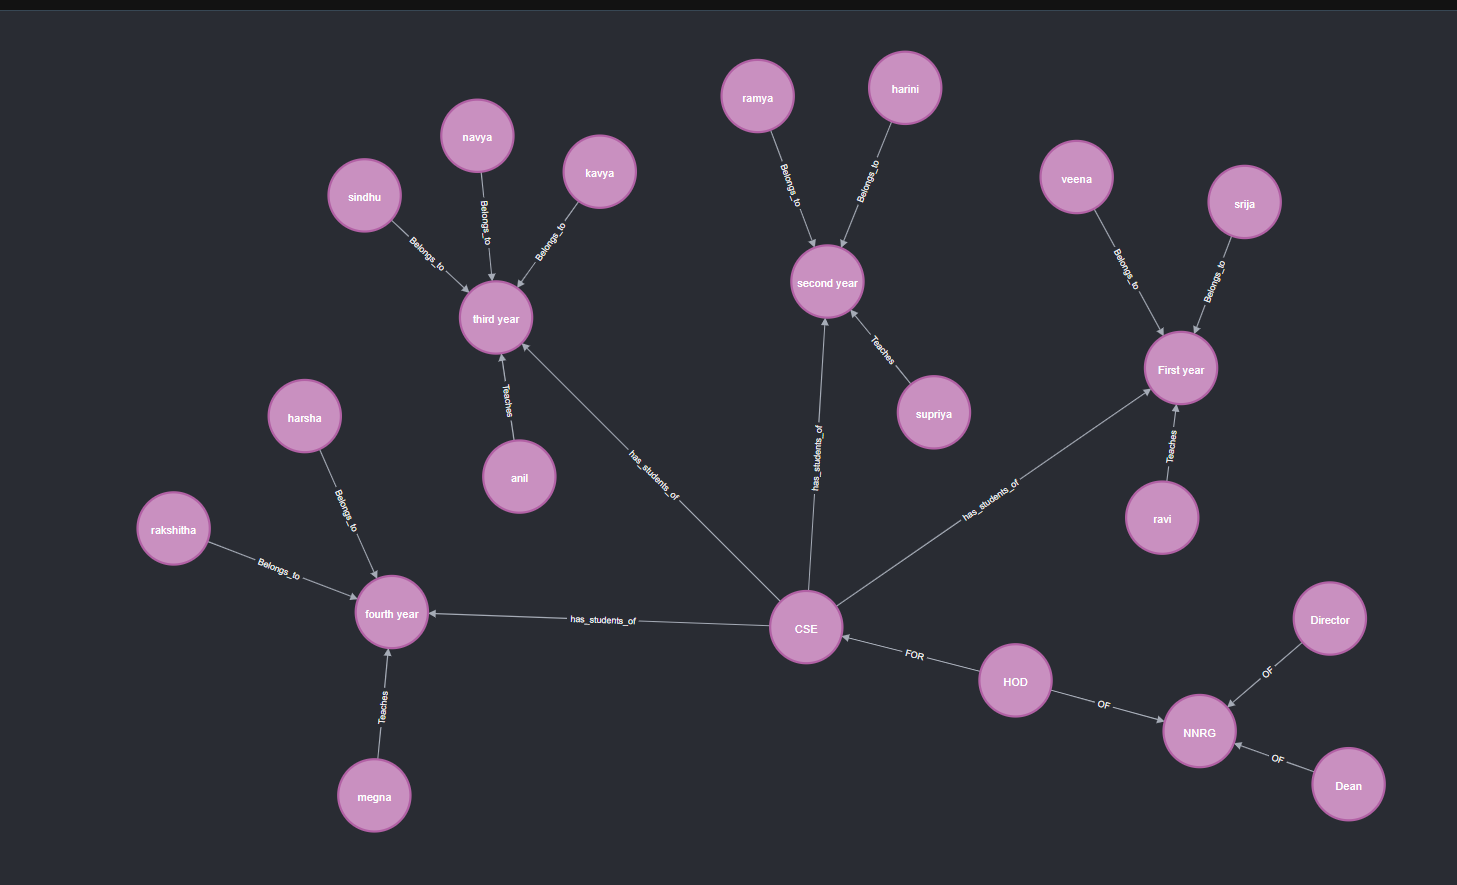 harini
ramya
navya
kavya
sindhu
veena
srija
Belongs_to
Belongs_to
Belongs_to
Belongs_to
Belongs_to
Belongs_to
Belongs_to
second year
third year
First year
Teaches
Teaches
Teaches
supriya
harsha
anil
ravi
has_students_of
has_students_of
has_students_of
Belongs_to
rakshitha
Belongs_to
fourth year
has_students_of
CSE
Director
FOR
HOD
OF
OF
NNRG
Teaches
OF
Dean
megna